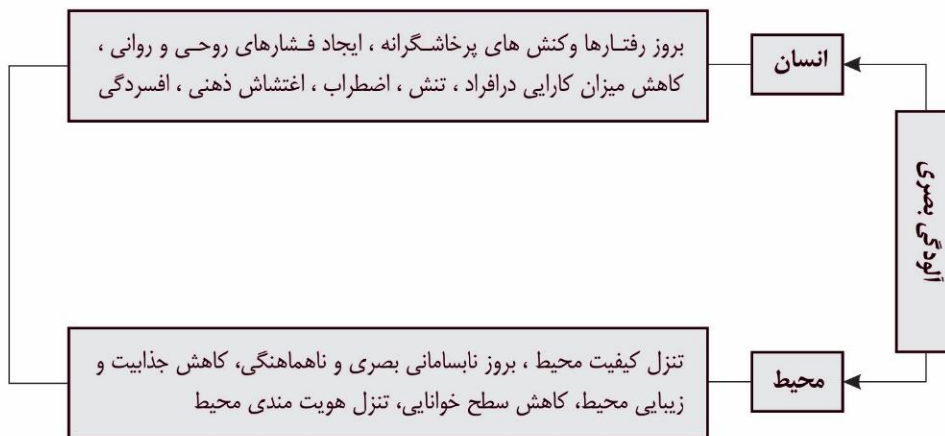 آلودگی بصری
انسان
بروز رفتارها وکنش های پرخاشگرانه ، ایجاد فشارهای روحی و روانی ،
کاهش میزان کارایی درافراد ، تنش ، اضطراب ، اغتشاش ذهنی ، افسردگی
محیط
تنزل کیفیت محیط ، بروز نابسامانی بصری و ناهماهنگی، کاهش جذابیت و
زیبایی محیط، کاهش سطح خوانایی، تنزل هویت مندی محیط